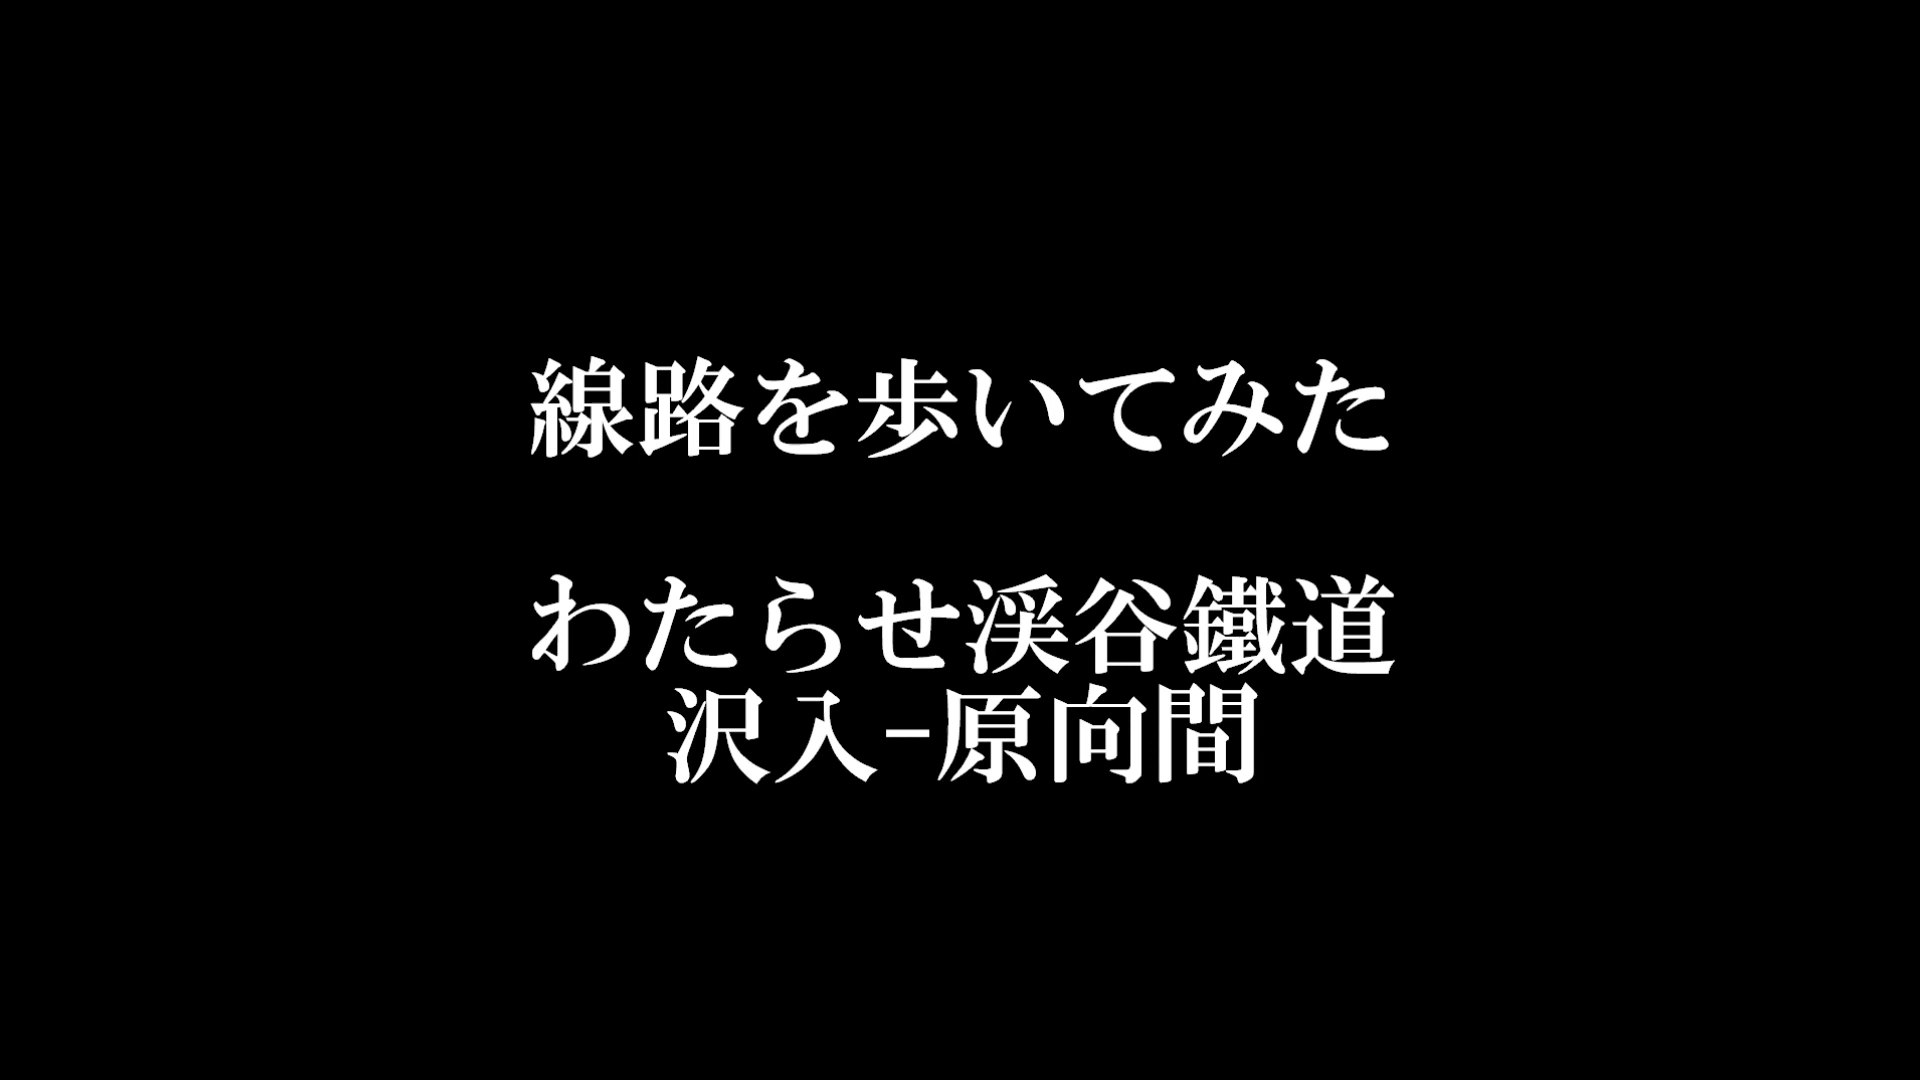 線路を歩いてみた
わたらせ渓谷鐵道
沢入-原向間